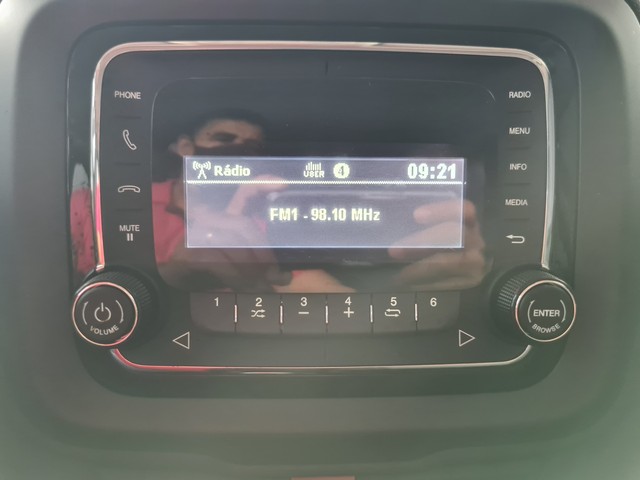 PHONE
MUTE
VOLUME
Rádio
USER
4
09:21
FM1 - 98.10 MHz
1 2 3 4 5 6
− +
RADIO
MENU
INFO
MEDIA
ENTER
BROWSE